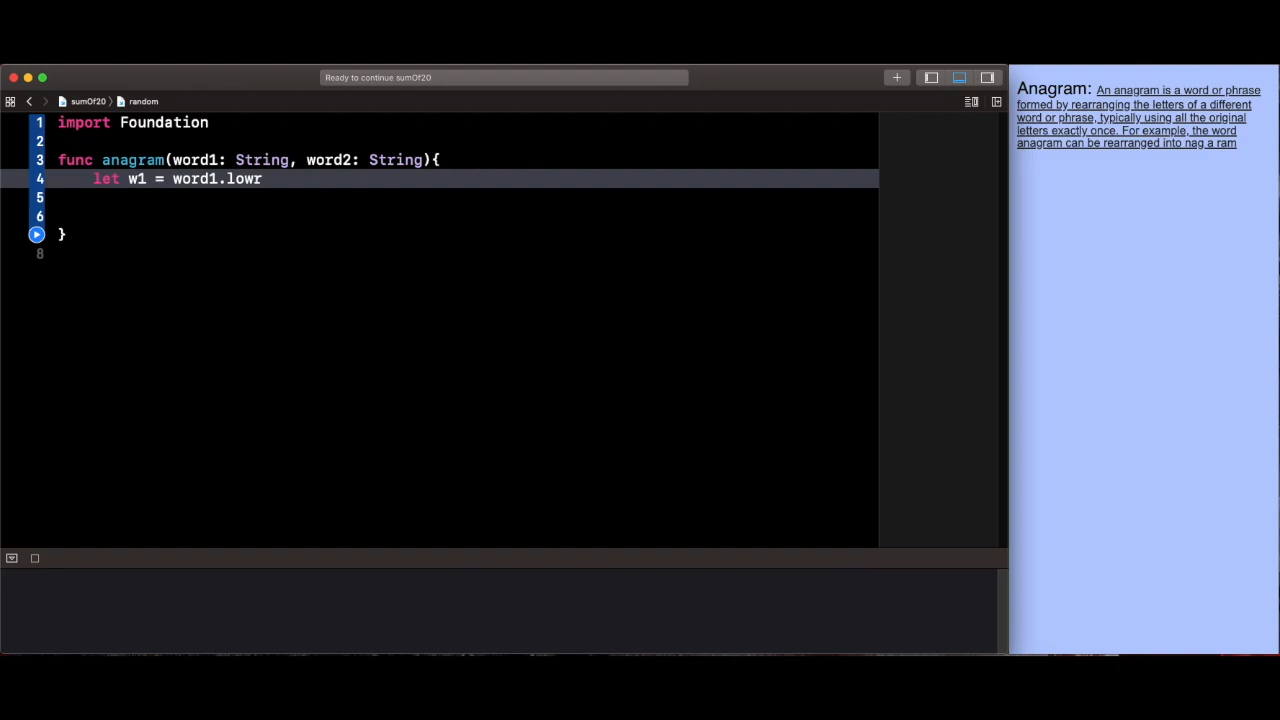 Ready to continue sumOf20
sumOf20 〉 random
1 import Foundation
2
3 func anagram(word1: String, word2: String){
4 let w1 = word1.lowr
5
6
}
8
Anagram: An anagram is a word or phrase
formed by rearranging the letters of a different
word or phrase, typically using all the original
letters exactly once. For example, the word
anagram can be rearranged into nag a ram